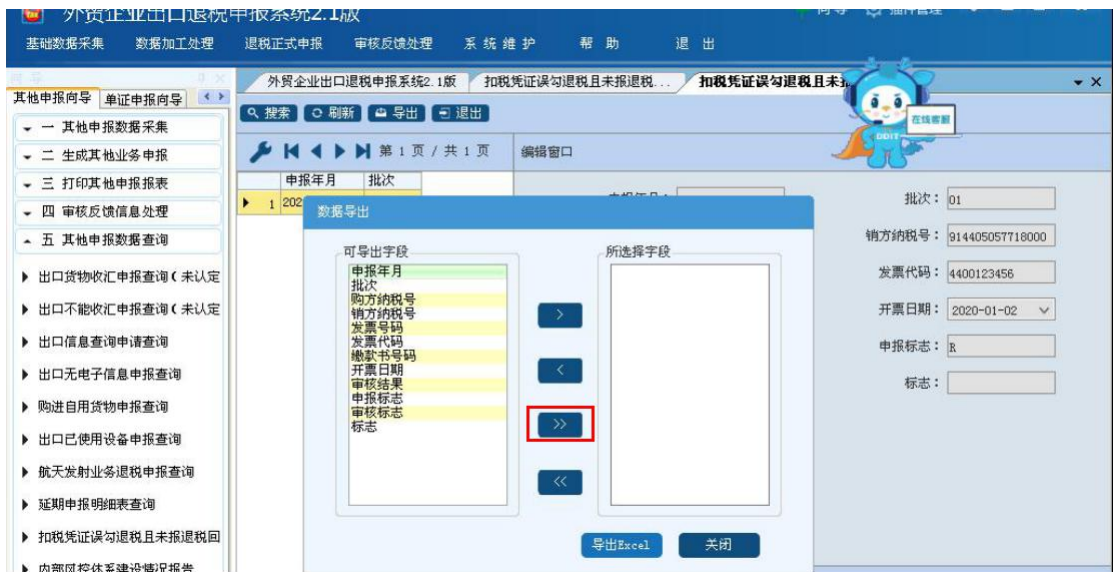 外贸企业出口退税申报系统2.1版
基础数据采集 数据加工处理 退税正式申报 审核反馈处理 系统维护 帮助 退出
外贸企业出口退税申报系统2.1版 扣税凭证误勾退税且未报退税... 扣税凭证误勾退税且未
其他申报向导 单证申报向导
搜索 刷新 导出 退出
在线客服
DDIT
一 其他申报数据采集
二 生成其他业务申报
三 打印其他申报报表
四 审核反馈信息处理
五 其他申报数据查询
出口货物收汇申报查询(未认定
出口不能收汇申报查询(未认定
出口信息查询申请查询
出口无电子信息申报查询
购进自用货物申报查询
出口已使用设备申报查询
航天发射业务退税申报查询
延期申报明细表查询
扣税凭证误勾退税且未报退税回
内部风控体系建设情况报告
第 1 页 / 共 1 页 编辑窗口
申报年月 批次
1 202
数据导出
可导出字段
申报年月
批次
购方纳税号
销方纳税号
发票号码
发票代码
缴款书号码
开票日期
审核结果
申报标志
审核标志
标志
>
<
>>
<<
所选择字段
导出Excel 关闭
批次: 01
销方纳税号: 914405057718000
发票代码: 4400123456
开票日期: 2020-01-02
申报标志: R
标志: